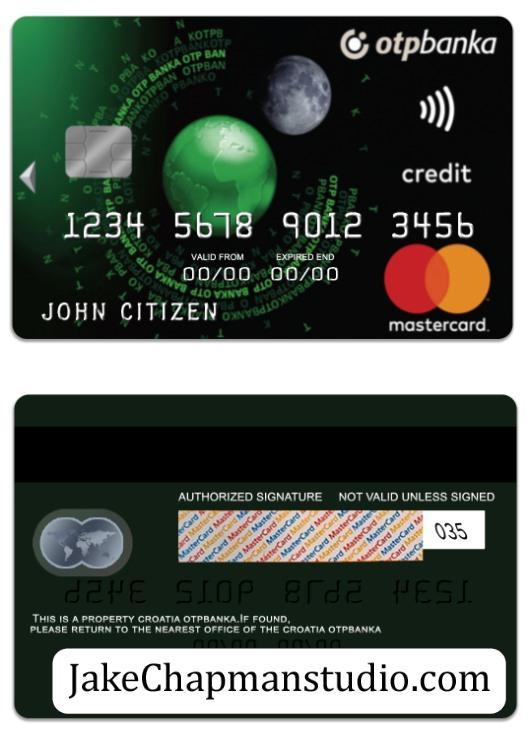 otpbanka
credit
1234 5678 9012 3456
VALID FROM EXPIRED END
00/00 00/00
JOHN CITIZEN
mastercard.
AUTHORIZED SIGNATURE NOT VALID UNLESS SIGNED
035
THIS IS A PROPERTY CROATIA OTPBANKA.IF FOUND,
PLEASE RETURN TO THE NEAREST OFFICE OF THE CROATIA OTPBANKA
JakeChapmanstudio.com